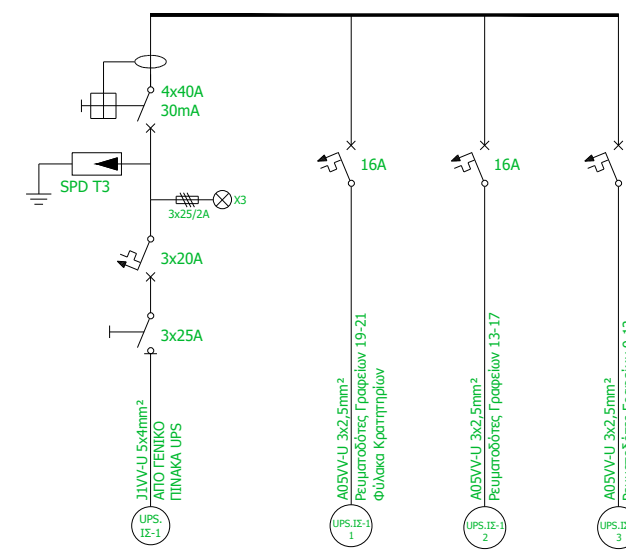 4x40A
30mA
SPD T3
3x25/2A
X3
3x20A
3x25A
J1VV-U 5x4mm²
ΑΠΟ ΓΕΝΙΚΟ
ΠΙΝΑΚΑ UPS
UPS.
ΙΣ-1
16A
A05VV-U 3x2,5mm²
Ρευματοδότες Γραφείων 19-21
Φύλακα Κρατητηρίων
UPS.ΙΣ-1
1
16A
A05VV-U 3x2,5mm²
Ρευματοδότες Γραφείων 13-17
UPS.ΙΣ-1
2
A05VV-U 3x2,5mm²
UPS.ΙΣ-1
3